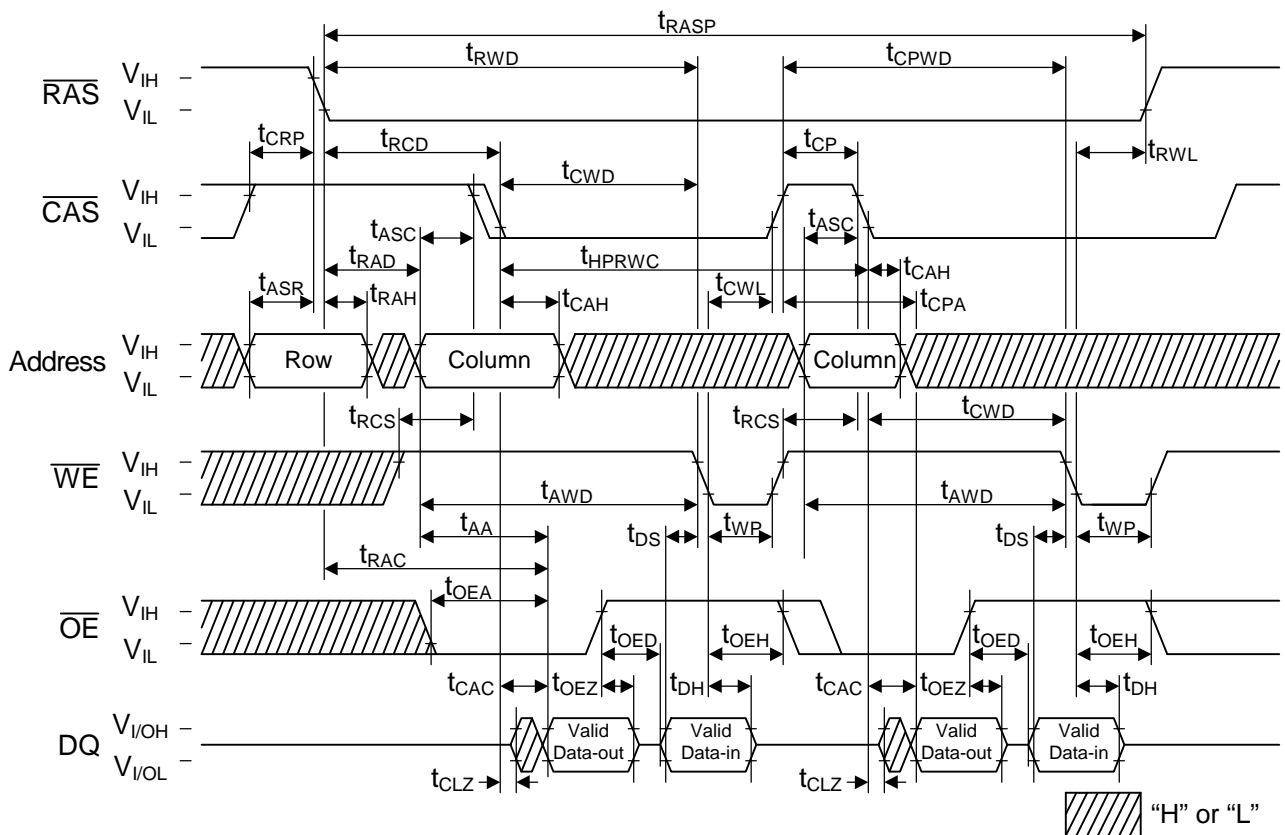 tRASP
tRWD tCPWD
RAS VIH
VIL
tCRP tRCD tCP tRWL
tCWD
CAS VIH
VIL
tASC tASC
tRAD tHPRWC tCAH
tASR tRAH tCAH tCWL tCPA
Address VIH
VIL
Row Column Column
tRCS tRCS tCWD
WE VIH
VIL
tAWD tAWD
tAA tDS tWP tDS tWP
tRAC
tOEA
OE VIH
VIL
tOED tOEH tOED tOEH
tCAC tOEZ tDH tCAC tOEZ tDH
DQ VI/OH
VI/OL
Valid Data-out
Valid Data-in
Valid Data-out
Valid Data-in
tCLZ tCLZ
“H” or “L”